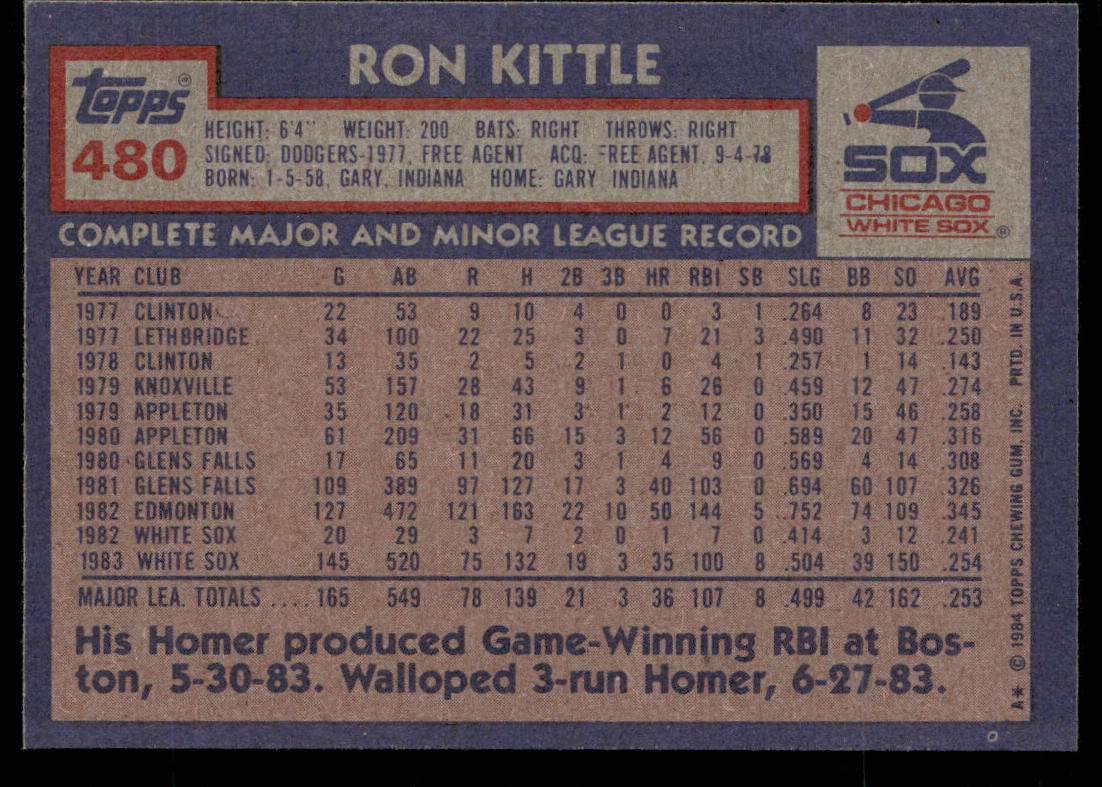 RON KITTLE
Topps®
480
HEIGHT: 6'4" WEIGHT: 200 BATS: RIGHT THROWS: RIGHT
SIGNED: DODGERS-1977, FREE AGENT ACQ: FREE AGENT, 9-4-78
BORN: 1-5-58, GARY, INDIANA HOME: GARY INDIANA
SOX
CHICAGO
WHITE SOX®
COMPLETE MAJOR AND MINOR LEAGUE RECORD
YEAR CLUB G AB R H 2B 3B HR RBI SB SLG BB SO AVG
1977 CLINTON 22 53 9 10 4 0 0 3 1 .264 8 23 .189
1977 LETHBRIDGE 34 100 22 25 3 0 7 21 3 .490 11 32 .250
1978 CLINTON 13 35 2 5 2 1 0 4 1 .257 1 14 .143
1979 KNOXVILLE 53 157 28 43 9 1 6 26 0 .459 12 47 .274
1979 APPLETON 35 120 18 31 3 1 2 12 0 .350 15 46 .258
1980 APPLETON 61 209 31 66 15 3 12 56 0 .589 20 47 .316
1980 GLENS FALLS 17 65 11 20 3 1 4 9 0 .569 4 14 .308
1981 GLENS FALLS 109 389 97 127 17 3 40 103 0 .694 60 107 .326
1982 EDMONTON 127 472 121 163 22 10 50 144 5 .752 74 109 .345
1982 WHITE SOX 20 29 3 7 2 0 1 7 0 .414 3 12 .241
1983 WHITE SOX 145 520 75 132 19 3 35 100 8 .504 39 150 .254
MAJOR LEA. TOTALS .... 165 549 78 139 21 3 36 107 8 .499 42 162 .253
His Homer produced Game-Winning RBI at Bos-
ton, 5-30-83. Walloped 3-run Homer, 6-27-83.
A* © 1984 TOPPS CHEWING GUM, INC. PRTD. IN U.S.A.